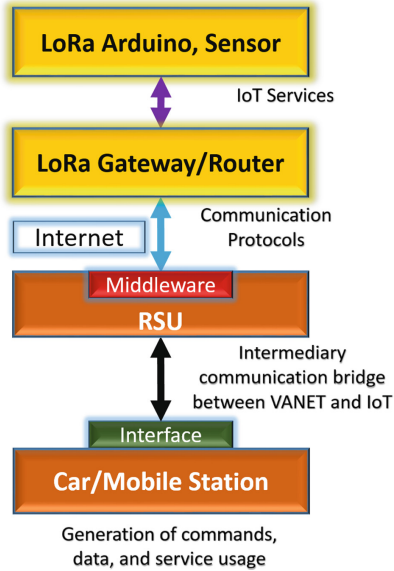 LoRa Arduino, Sensor
IoT Services
LoRa Gateway/Router
Communication
Protocols
Internet
Middleware
RSU
Intermediary
communication bridge
between VANET and IoT
Interface
Car/Mobile Station
Generation of commands,
data, and service usage